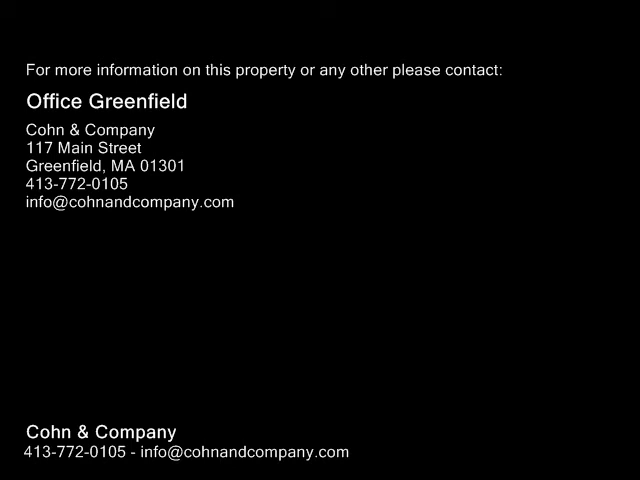 For more information on this property or any other please contact:
Office Greenfield
Cohn & Company
117 Main Street
Greenfield, MA 01301
413-772-0105
info@cohnandcompany.com
Cohn & Company
413-772-0105 - info@cohnandcompany.com